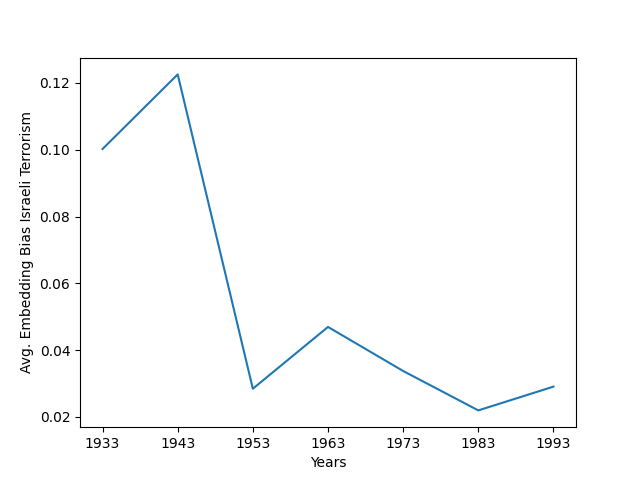 Avg. Embedding Bias Israeli Terrorism
0.12
0.10
0.08
0.06
0.04
0.02
1933 1943 1953 1963 1973 1983 1993
Years